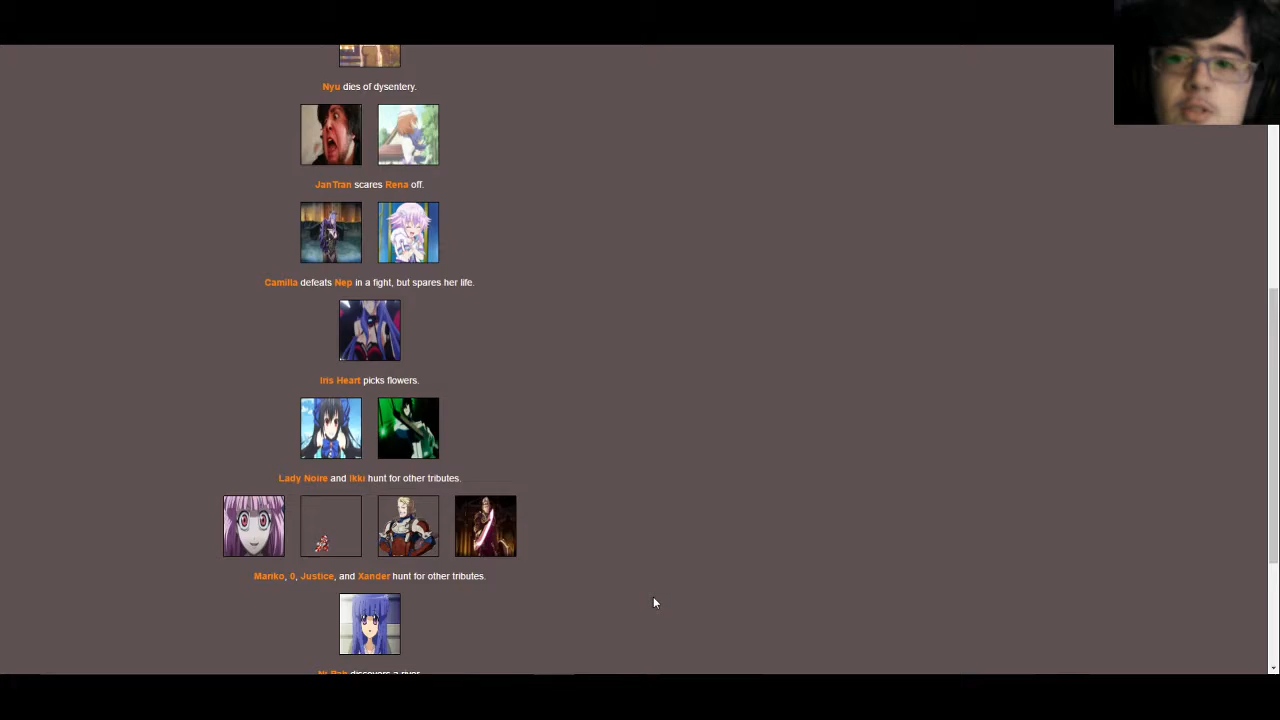 Nyu dies of dysentery.
JanTran scares Rena off.
Camilla defeats Nep in a fight, but spares her life.
Iris Heart picks flowers.
Lady Noire and Ikki hunt for other tributes.
Mariko, 0, Justice, and Xander hunt for other tributes.
discovers a river.